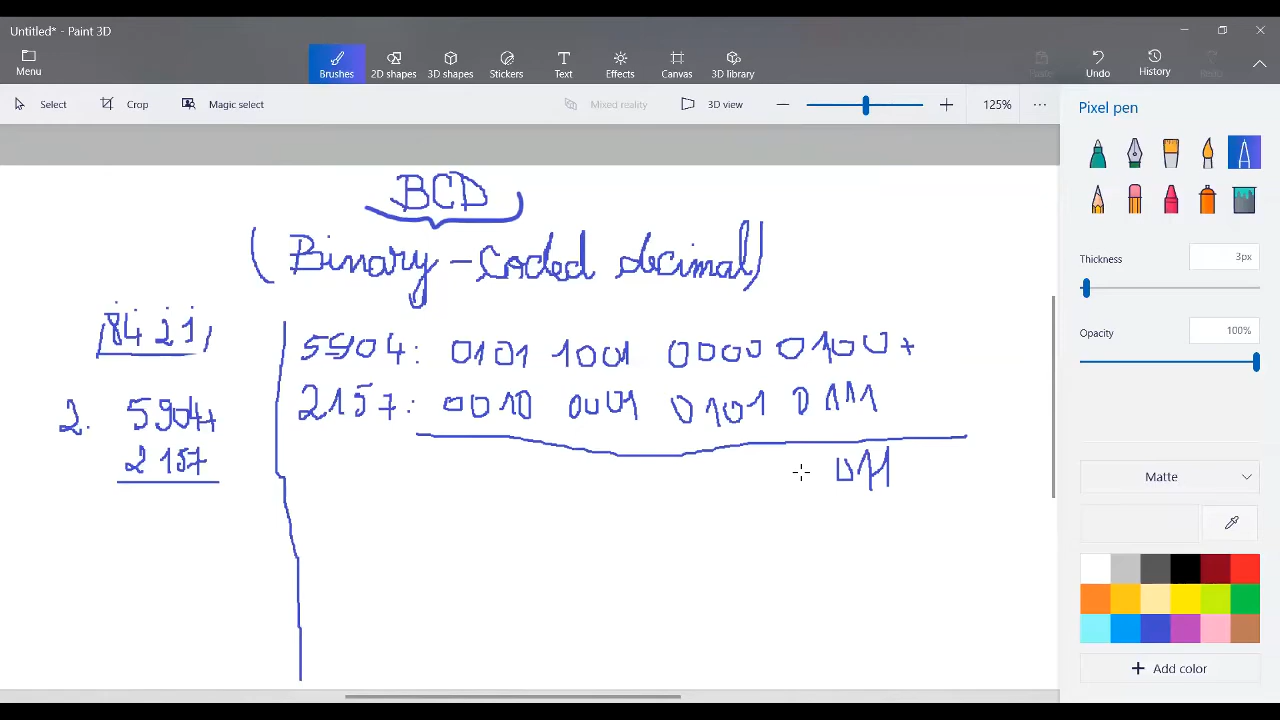 Untitled* - Paint 3D
Menu
Brushes
2D shapes
3D shapes
Stickers
Text
Effects
Canvas
3D library
Undo
History
Redo
Select
Crop
Magic select
Mixed reality
3D view
125%
Pixel pen
Thickness
3px
Opacity
100%
Matte
Add color
BCD
(Binary-coded decimal)
8421
2. 5904+
2157
5904: 0101 1001 0000 0100 +
2157: 0010 0001 0101 0111
011